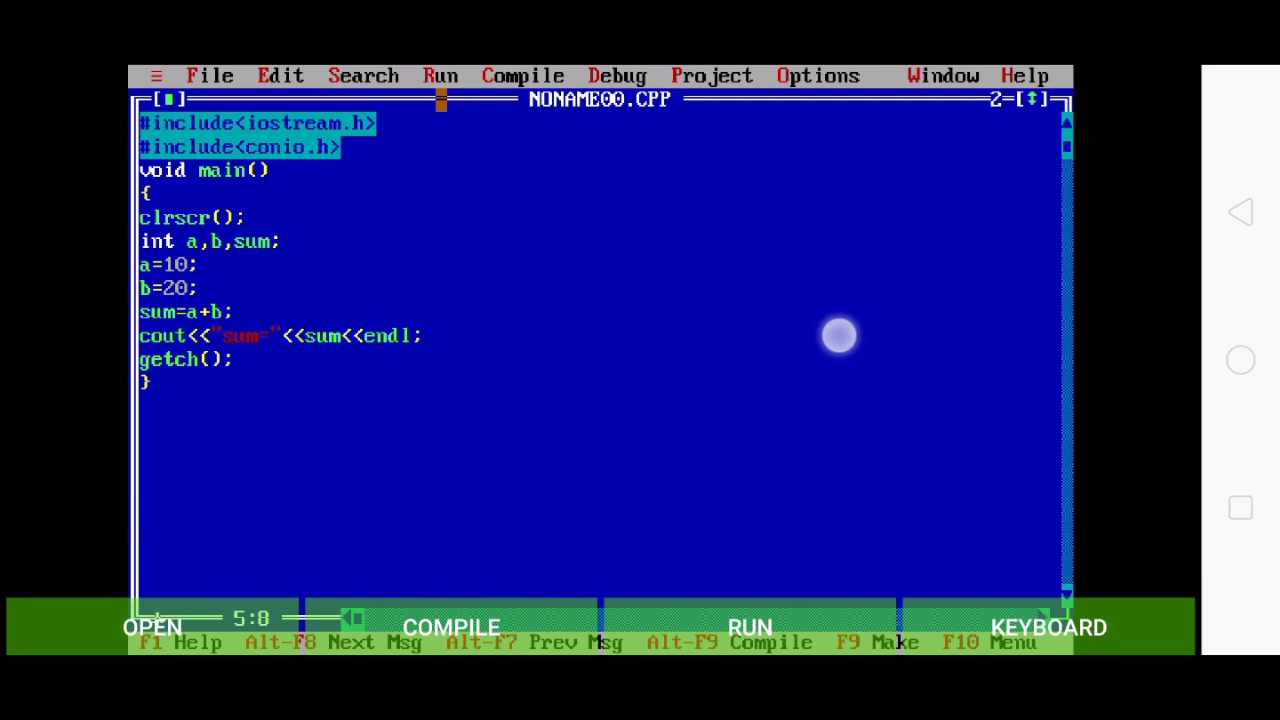 ≡ File Edit Search Run Compile Debug Project Options Window Help
[■] NONAME00.CPP 2=[↕]
#include<iostream.h>
#include<conio.h>
void main()
{
clrscr();
int a,b,sum;
a=10;
b=20;
sum=a+b;
cout<<"sum="<<sum<<endl;
getch();
}
5:8
OPEN COMPILE RUN KEYBOARD
F1 Help Alt-F8 Next Msg Alt-F7 Prev Msg Alt-F9 Compile F9 Make F10 Menu